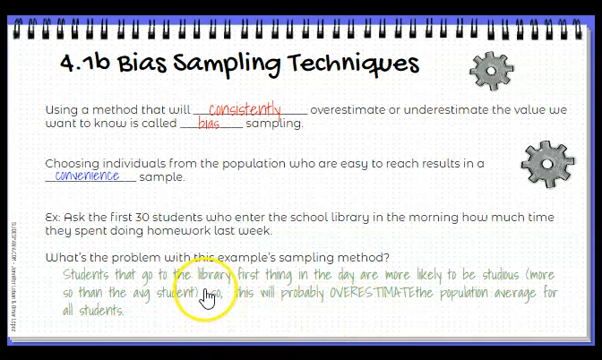 4.1b Bias Sampling Techniques
Using a method that will consistently overestimate or underestimate the value we
want to know is called bias sampling.
Choosing individuals from the population who are easy to reach results in a
convenience sample.
Ex: Ask the first 30 students who enter the school library in the morning how much time
they spent doing homework last week.
What's the problem with this example's sampling method?
Students that go to the library first thing in the day are more likely to be studious (more
so than the avg student) so, this will probably OVERESTIMATEthe population average for
all students.